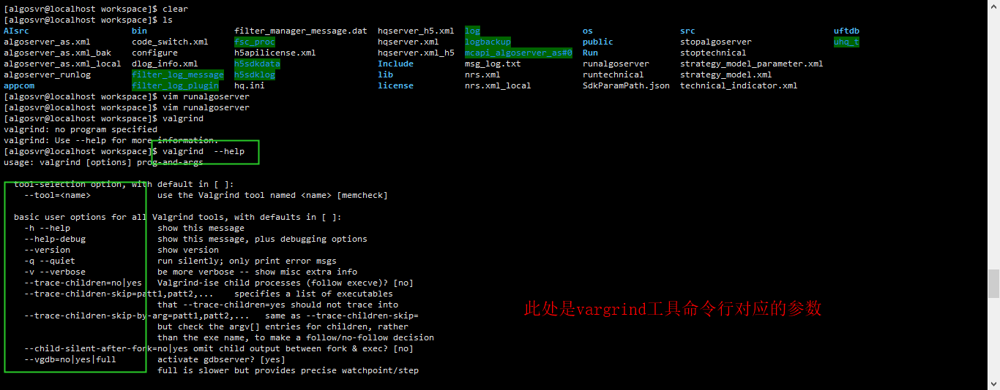 [algosvr@localhost workspace]$ clear
[algosvr@localhost workspace]$ ls
AIsrc bin filter_manager_message.dat hqserver_h5.xml log os src uftdb
algoserver_as.xml code_switch.xml fsc_proc hqserver.xml logbackup public stopalgoserver uhq_t
algoserver_as.xml_bak configure h5apilicense.xml hqserver.xml_h5 mcapi_algoserver_as#0 Run stoptechnical
algoserver_as.xml_local dlog_info.xml h5sdkdata Include msg_log.txt runalgoserver strategy_model_parameter.xml
algoserver_runlog filter_log_message h5sdklog lib nrs.xml runtechnical strategy_model.xml
appcom filter_log_plugin hq.ini license nrs.xml_local SdkParamPath.json technical_indicator.xml
[algosvr@localhost workspace]$ vim runalgoserver
[algosvr@localhost workspace]$ vim runalgoserver
[algosvr@localhost workspace]$ valgrind
valgrind: no program specified
valgrind: Use --help for more information.
[algosvr@localhost workspace]$ valgrind  --help
usage: valgrind [options] prog-and-args
tool-selection option, with default in [ ]:
--tool=<name> use the Valgrind tool named <name> [memcheck]
basic user options for all Valgrind tools, with defaults in [ ]:
-h --help show this message
--help-debug show this message, plus debugging options
--version show version
-q --quiet run silently; only print error msgs
-v --verbose be more verbose -- show misc extra info
--trace-children=no|yes Valgrind-ise child processes (follow execve)? [no]
--trace-children-skip=patt1,patt2,... specifies a list of executables
that --trace-children=yes should not trace into
--trace-children-skip-by-arg=patt1,patt2,... same as --trace-children-skip=
but check the argv[] entries for children, rather
than the exe name, to make a follow/no-follow decision
--child-silent-after-fork=no|yes omit child output between fork & exec? [no]
--vgdb=no|yes|full activate gdbserver? [yes]
full is slower but provides precise watchpoint/step
此处是vargrind工具命令行对应的参数